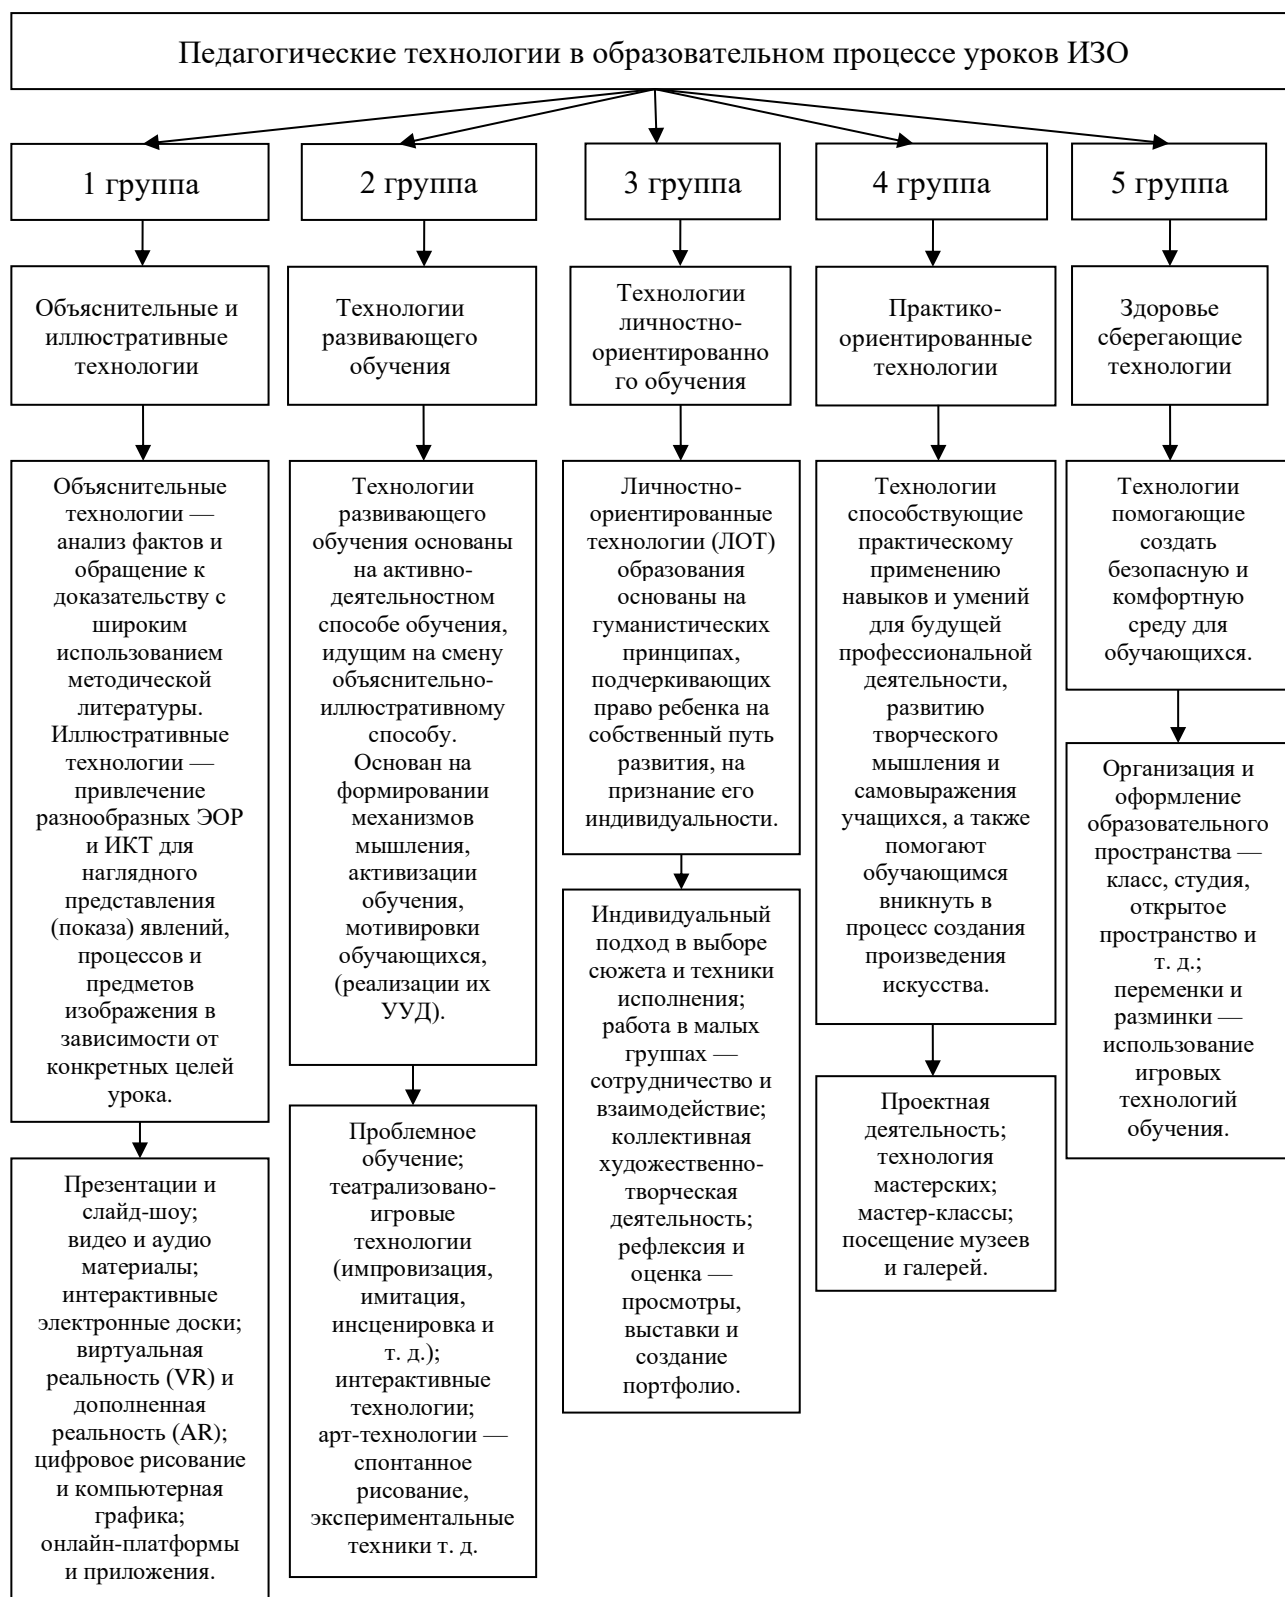 Педагогические технологии в образовательном процессе уроков ИЗО
1 группа
2 группа
3 группа
4 группа
5 группа
Объяснительные и
иллюстративные
технологии
Технологии
развивающего
обучения
Технологии
личностно-
ориентированно
го обучения
Практико-
ориентированные
технологии
Здоровье
сберегающие
технологии
Объяснительные
технологии —
анализ фактов и
обращение к
доказательству с
широким
использованием
методической
литературы.
Иллюстративные
технологии —
привлечение
разнообразных ЭОР
и ИКТ для
наглядного
представления
(показа) явлений,
процессов и
предметов
изображения в
зависимости от
конкретных целей
урока.
Технологии
развивающего
обучения основаны
на активно-
деятельностном
способе обучения,
идущим на смену
объяснительно-
иллюстративному
способу.
Основан на
формировании
механизмов
мышления,
активизации
обучения,
мотивировки
обучающихся,
(реализации их
УУД).
Личностно-
ориентированные
технологии (ЛОТ)
образования
основаны на
гуманистических
принципах,
подчеркивающих
право ребенка на
собственный путь
развития, на
признание его
индивидуальности.
Технологии
способствующие
практическому
применению
навыков и умений
для будущей
профессиональной
деятельности,
развитию
творческого
мышления и
самовыражения
учащихся, а также
помогают
обучающимся
вникнуть в
процесс создания
произведения
искусства.
Технологии
помогающие
создать
безопасную и
комфортную
среду для
обучающихся.
Презентации и
слайд-шоу;
видео и аудио
материалы;
интерактивные
электронные доски;
виртуальная
реальность (VR) и
дополненная
реальность (AR);
цифровое рисование
и компьютерная
графика;
онлайн-платформы
и приложения.
Проблемное
обучение;
театрализовано-
игровые
технологии
(импровизация,
имитация,
инсценировка и
т. д.);
интерактивные
технологии;
арт-технологии —
спонтанное
рисование,
экспериментальные
техники т. д.
Индивидуальный
подход в выборе
сюжета и техники
исполнения;
работа в малых
группах —
сотрудничество и
взаимодействие;
коллективная
художественно-
творческая
деятельность;
рефлексия и
оценка —
просмотры,
выставки и
создание
портфолио.
Проектная
деятельность;
технология
мастерских;
мастер-классы;
посещение музеев
и галерей.
Организация и
оформление
образовательного
пространства —
класс, студия,
открытое
пространство и
т. д.;
переменки и
разминки —
использование
игровых
технологий
обучения.